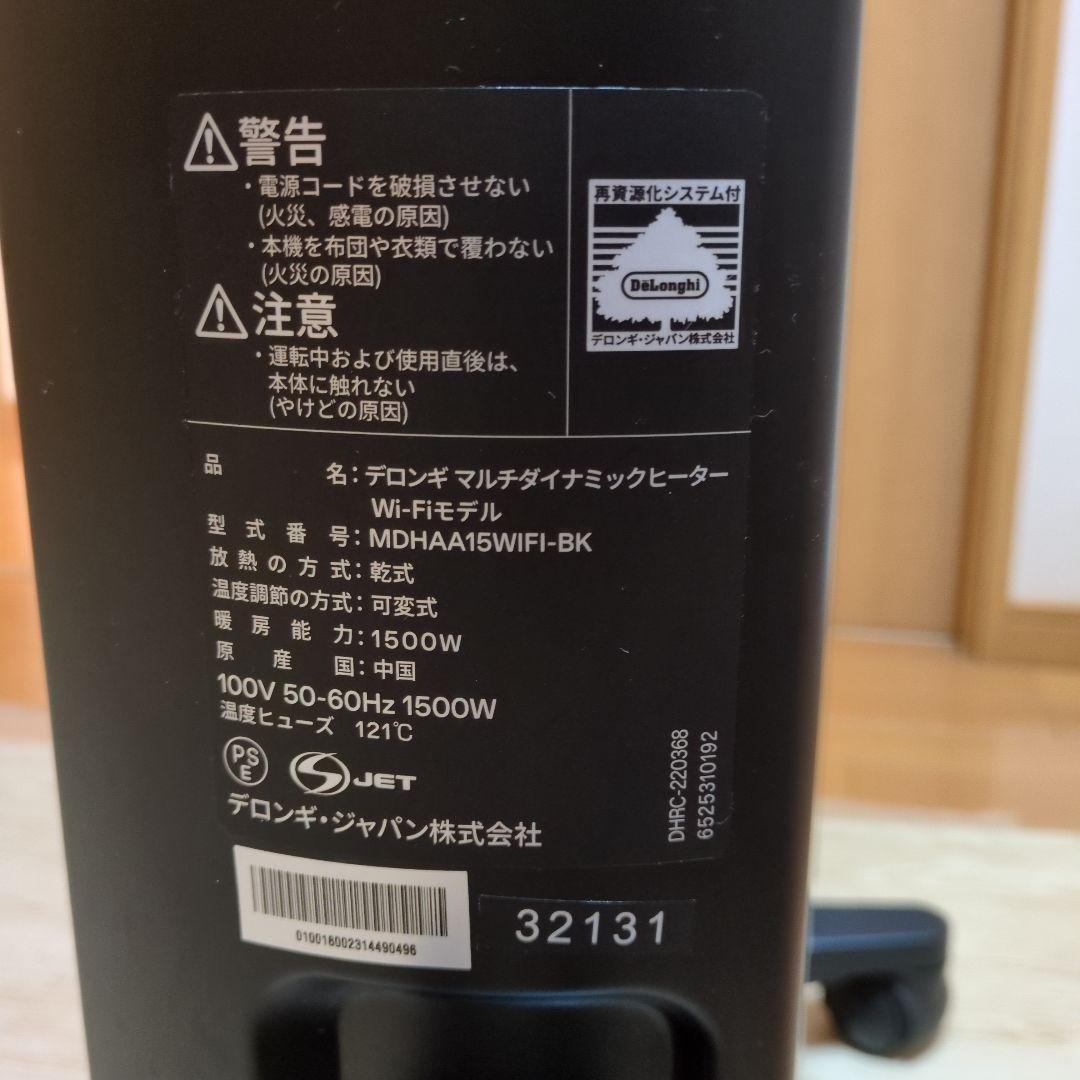 警告
・電源コードを破損させない
(火災、感電の原因)
・本機を布団や衣類で覆わない
(火災の原因)
注意
・運転中および使用直後は、
本体に触れない
(やけどの原因)
再資源化システム付
DeLonghi
デロンギ・ジャパン株式会社
品名：デロンギ マルチダイナミックヒーター
Wi-Fiモデル
型式番号：MDHAA15WIFI-BK
放熱の方式：乾式
温度調節の方式：可変式
暖房能力：1500W
原産国：中国
100V 50-60Hz 1500W
温度ヒューズ 121℃
PSE
JET
デロンギ・ジャパン株式会社
DHRC-220368
6525310192
010018002314490496
32131